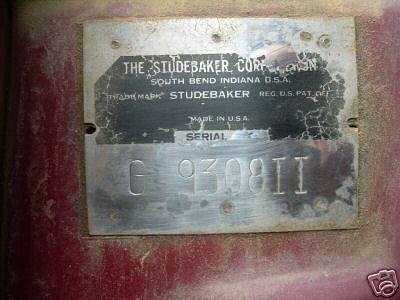 THE STUDEBAKER CORPORATION
SOUTH BEND INDIANA U.S.A.
TRADE MARK STUDEBAKER REG. U.S. PAT. OFF.
MADE IN U.S.A.
SERIAL
G 930811